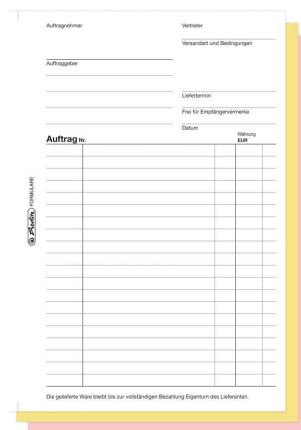 Auftragnehmer
Vertreter
Versandart und Bedingungen
Auftraggeber
Liefertermin
Frei für Empfängervermerke
Datum
Auftrag Nr.
Währung
EUR
Herlitz FORMULARE
Die gelieferte Ware bleibt bis zur vollständigen Bezahlung Eigentum des Lieferanten.